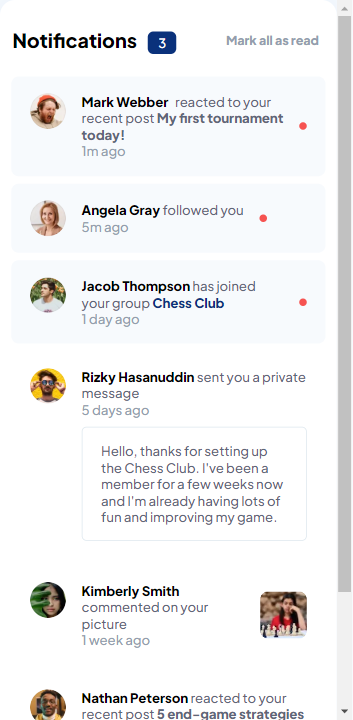 Notifications 3 Mark all as read
Mark Webber reacted to your
recent post My first tournament
today!
1m ago
Angela Gray followed you
5m ago
Jacob Thompson has joined
your group Chess Club
1 day ago
Rizky Hasanuddin sent you a private
message
5 days ago
Hello, thanks for setting up
the Chess Club. I've been a
member for a few weeks now
and I'm already having lots of
fun and improving my game.
Kimberly Smith
commented on your
picture
1 week ago
Nathan Peterson reacted to your
recent post 5 end-game strategies